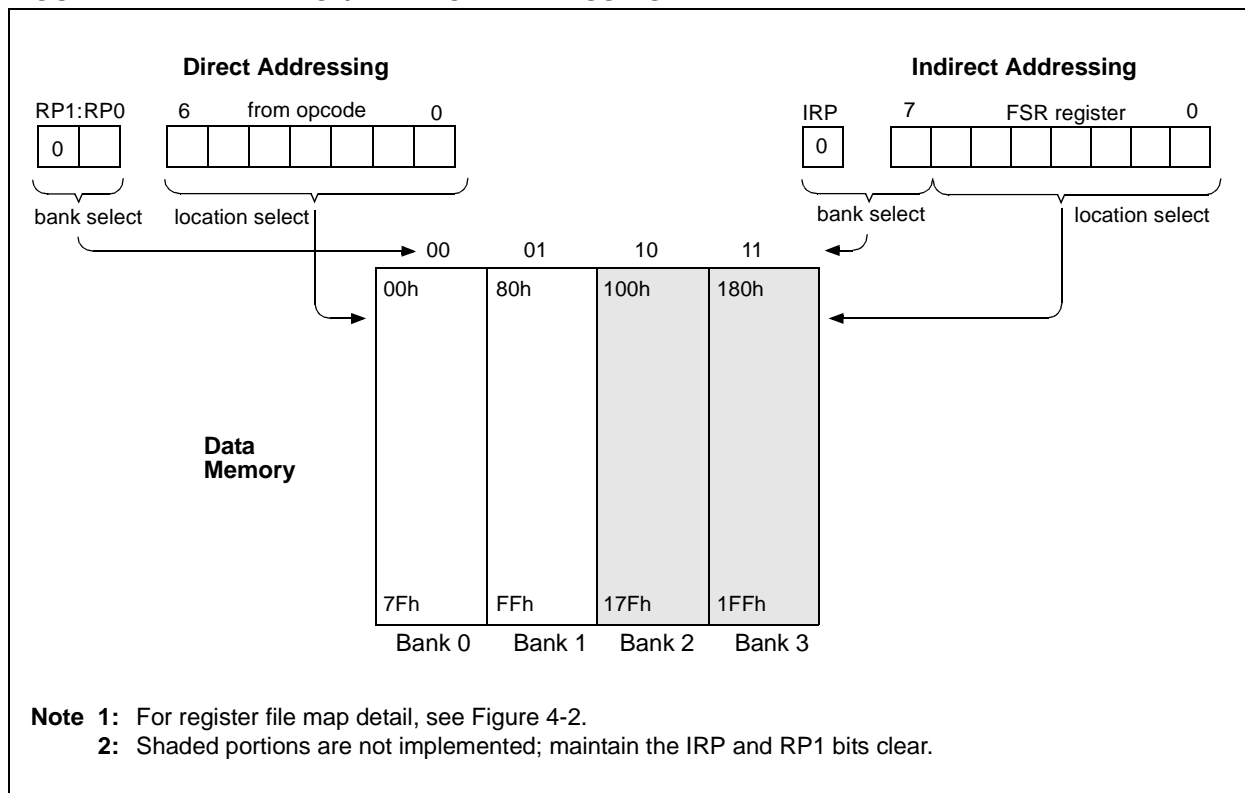 Direct Addressing
Indirect Addressing
RP1:RP0 6 from opcode 0
IRP 7 FSR register 0
0
0
bank select location select
bank select location select
00 01 10 11
00h 80h 100h 180h
Data
Memory
7Fh FFh 17Fh 1FFh
Bank 0 Bank 1 Bank 2 Bank 3
Note 1: For register file map detail, see Figure 4-2.
2: Shaded portions are not implemented; maintain the IRP and RP1 bits clear.